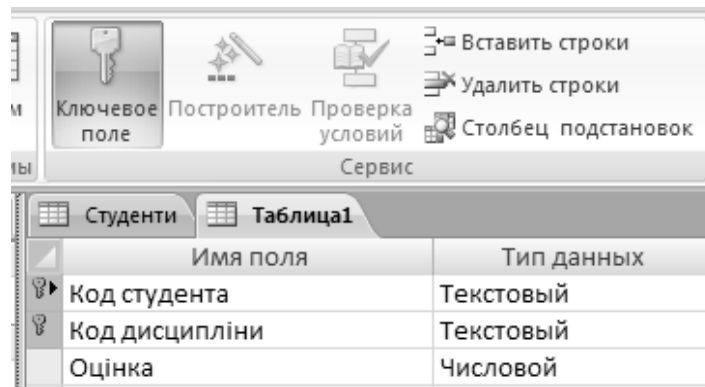 Вставить строки
Удалить строки
Столбец подстановок
Ключевое поле
Построитель
Проверка условий
Сервис
Студенти
Таблица1
Имя поля Тип данных
Код студента Текстовый
Код дисципліни Текстовый
Оцінка Числовой